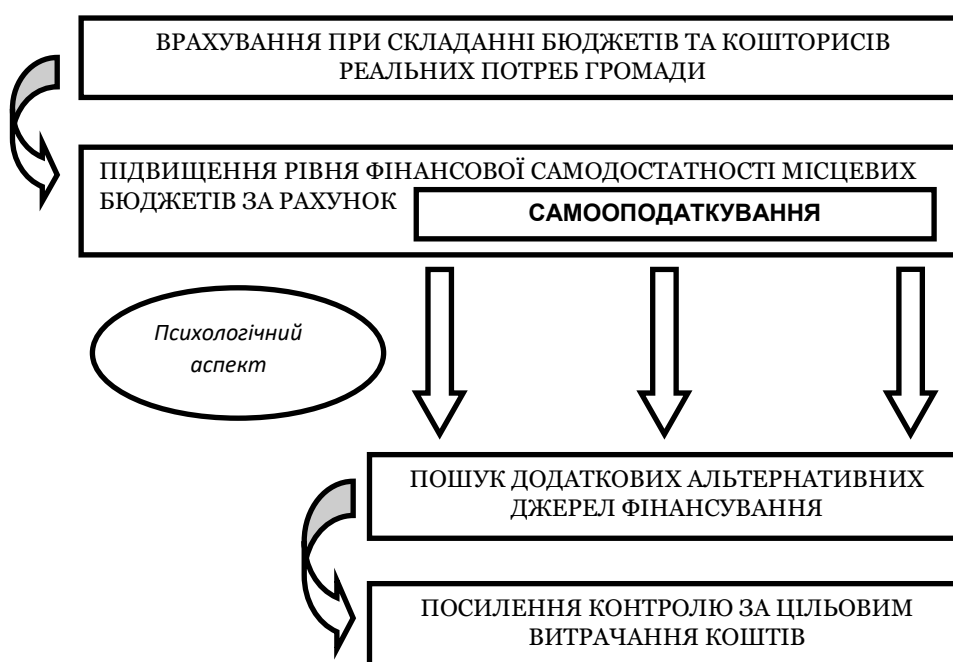 ВРАХУВАННЯ ПРИ СКЛАДАННІ БЮДЖЕТІВ ТА КОШТОРИСІВ
РЕАЛЬНИХ ПОТРЕБ ГРОМАДИ
ПІДВИЩЕННЯ РІВНЯ ФІНАНСОВОЇ САМОДОСТАТНОСТІ МІСЦЕВИХ
БЮДЖЕТІВ ЗА РАХУНОК
САМООПОДАТКУВАННЯ
Психологічний
аспект
ПОШУК ДОДАТКОВИХ АЛЬТЕРНАТИВНИХ
ДЖЕРЕЛ ФІНАНСУВАННЯ
ПОСИЛЕННЯ КОНТРОЛЮ ЗА ЦІЛЬОВИМ
ВИТРАЧАННЯ КОШТІВ